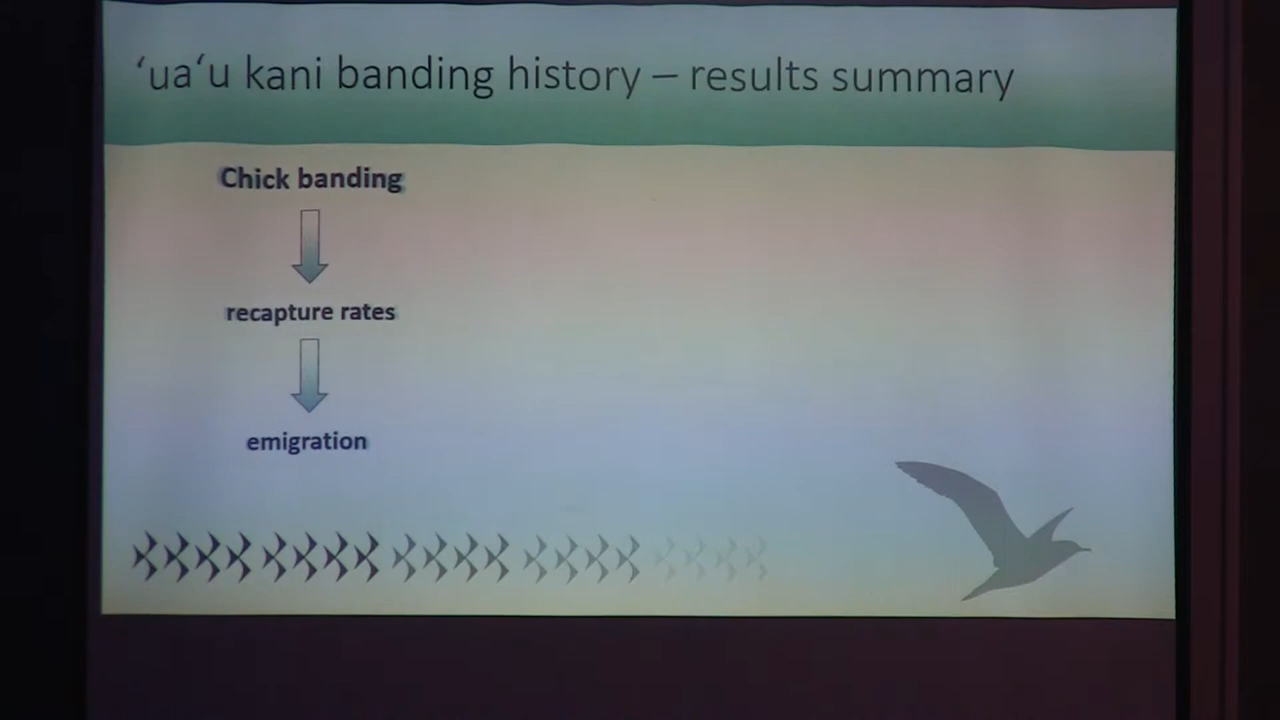 ʻuaʻu kani banding history – results summary
Chick banding
recapture rates
emigration